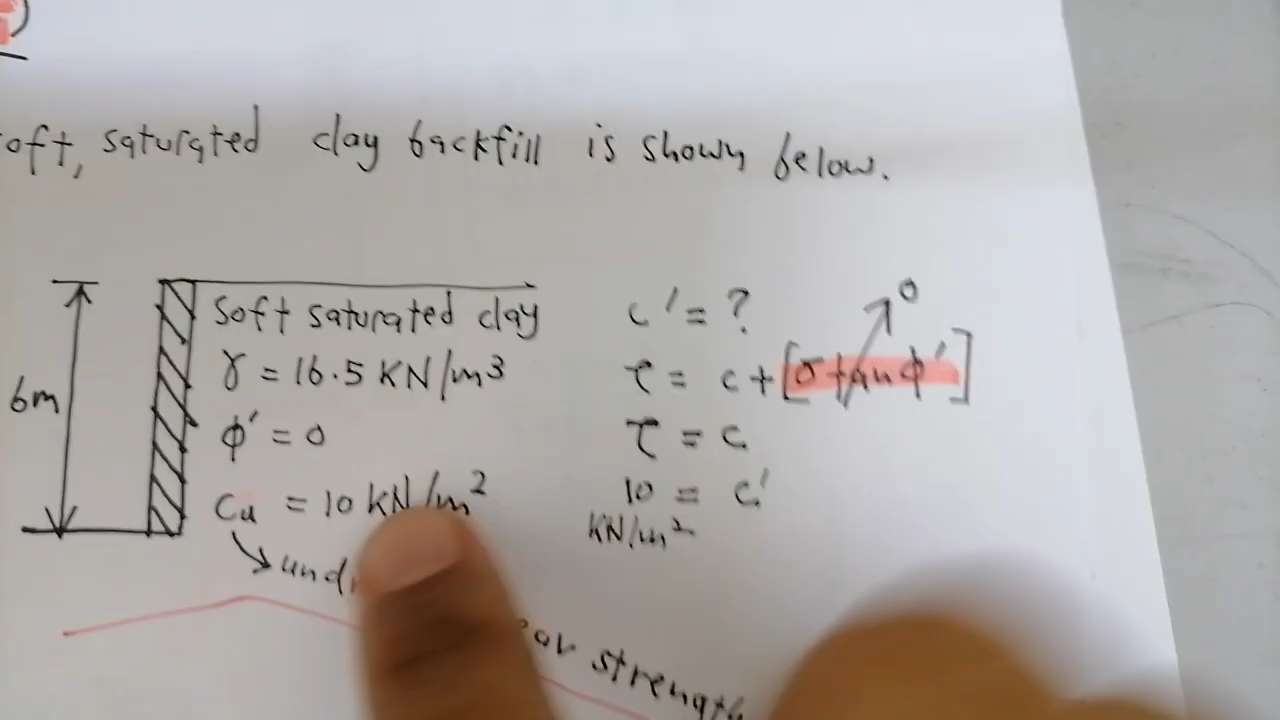 oft, saturated clay backfill is shown below.
6m
Soft saturated clay
γ = 16.5 KN/m³
ϕ' = 0
Cu = 10 kN/m²
c' = ?
0
τ = c + [σ tan ϕ']
τ = c
10 = c'
KN/m²
strength